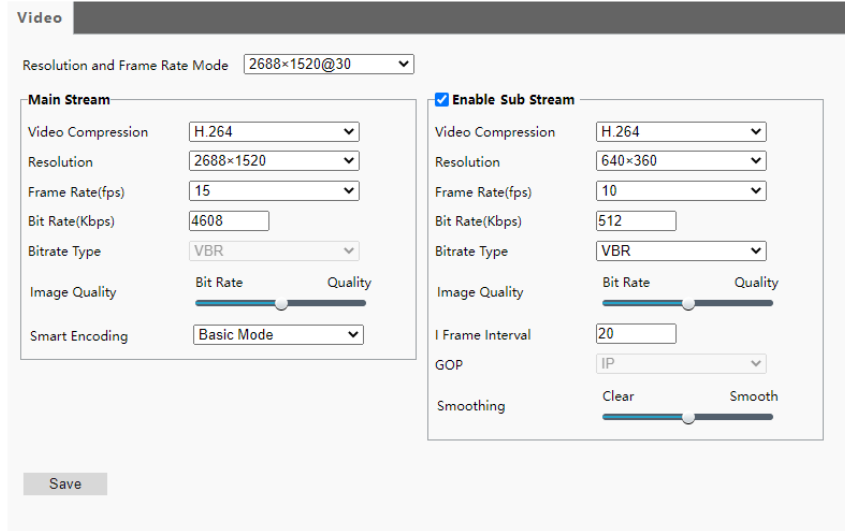 Video
Resolution and Frame Rate Mode 2688×1520@30
Main Stream
Video Compression H.264
Resolution 2688×1520
Frame Rate(fps) 15
Bit Rate(Kbps) 4608
Bitrate Type VBR
Image Quality Bit Rate Quality
Smart Encoding Basic Mode
Enable Sub Stream
Video Compression H.264
Resolution 640×360
Frame Rate(fps) 10
Bit Rate(Kbps) 512
Bitrate Type VBR
Image Quality Bit Rate Quality
I Frame Interval 20
GOP IP
Smoothing Clear Smooth
Save